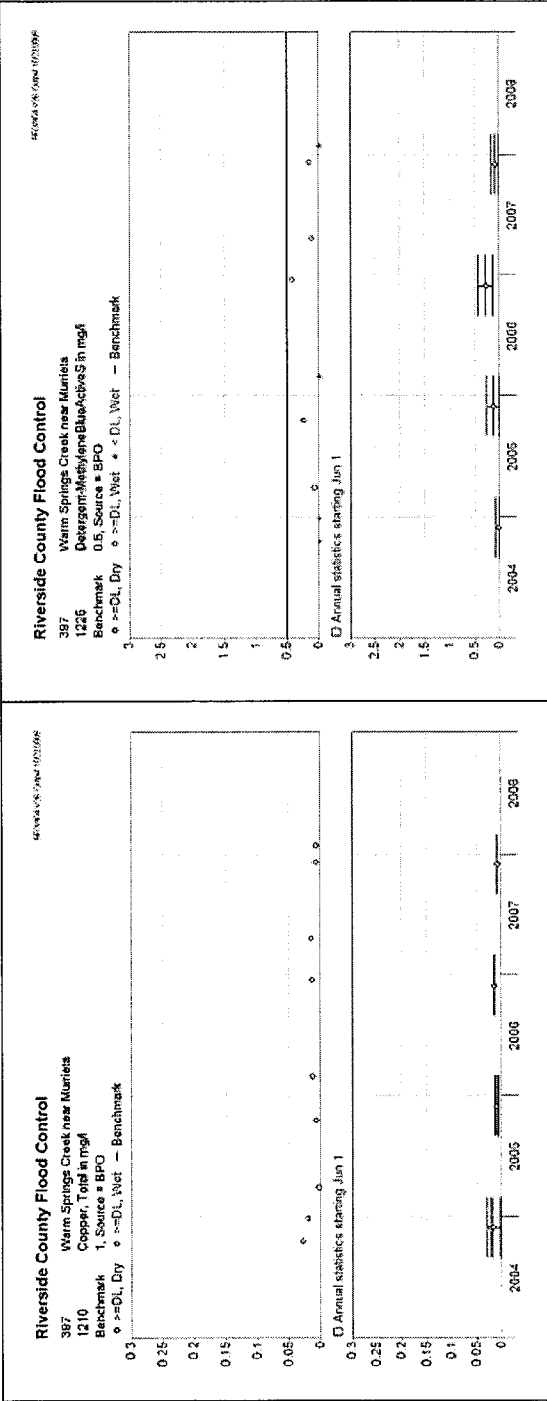 Riverside County Flood Control
397 Warm Springs Creek near Murrieta
1210 Copper, Total in mg/l
Benchmark 1, Source = BPO
>=DL, Dry >=DL, Wet — Benchmark
0.3
0.25
0.2
0.15
0.1
0.05
0
Annual statistics starting Jun 1
0.3
0.25
0.2
0.15
0.1
0.05
0
2004 2005 2006 2007 2008
Riverside County Flood Control
397 Warm Springs Creek near Murrieta
1226 Detergent-MethyleneBlueActiveS in mg/l
Benchmark 0.5, Source = BPO
>=DL, Dry >=DL, Wet < DL, Wet — Benchmark
3
2.5
2
1.5
1
0.5
0
Annual statistics starting Jun 1
3
2.5
2
1.5
1
0.5
0
2004 2005 2006 2007 2008